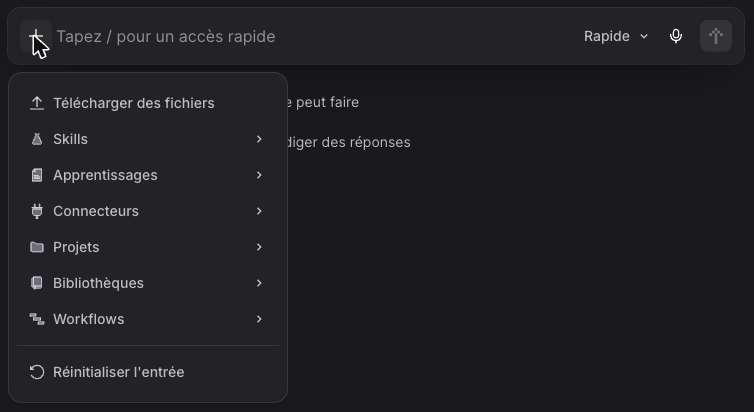 Tapez / pour un accès rapide
Rapide
Télécharger des fichiers
e peut faire
Skills
diger des réponses
Apprentissages
Connecteurs
Projets
Bibliothèques
Workflows
Réinitialiser l'entrée